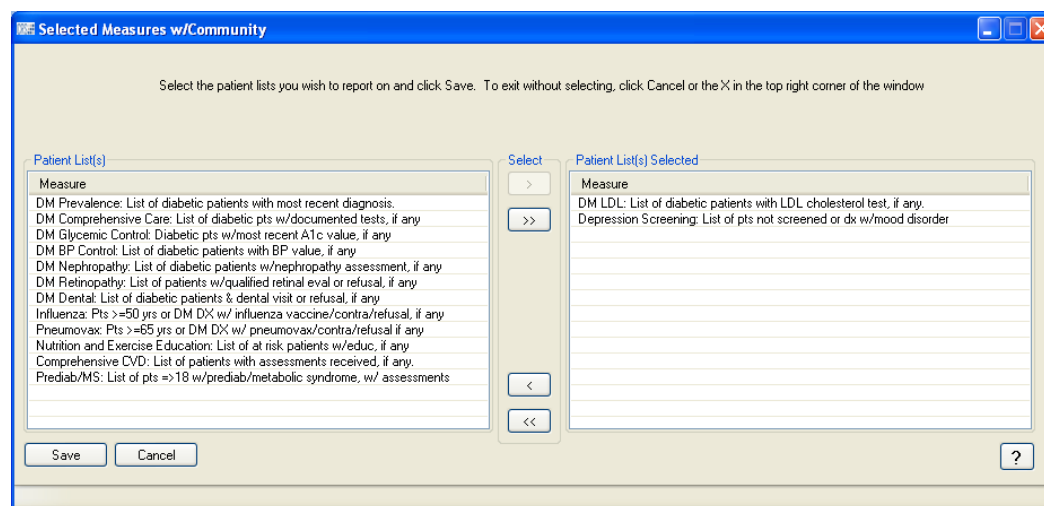 Selected Measures w/Community
Select the patient lists you wish to report on and click Save. To exit without selecting, click Cancel or the X in the top right corner of the window
Patient List(s)
Measure
DM Prevalence: List of diabetic patients with most recent diagnosis.
DM Comprehensive Care: List of diabetic pts w/documented tests, if any
DM Glycemic Control: Diabetic pts w/most recent A1c value, if any
DM BP Control: List of diabetic patients with BP value, if any
DM Nephropathy: List of diabetic patients w/nephropathy assessment, if any
DM Retinopathy: List of patients w/qualified retinal eval or refusal, if any
DM Dental: List of diabetic patients & dental visit or refusal, if any
Influenza: Pts >=50 yrs or DM DX w/ influenza vaccine/contra/refusal, if any
Pneumovax: Pts >=65 yrs or DM DX w/ pneumovax/contra/refusal if any
Nutrition and Exercise Education: List of at risk patients w/educ, if any
Comprehensive CVD: List of patients with assessments received, if any.
Prediab/MS: List of pts =>18 w/prediab/metabolic syndrome, w/ assessments
Select
>
>>
<
<<
Patient List(s) Selected
Measure
DM LDL: List of diabetic patients with LDL cholesterol test, if any.
Depression Screening: List of pts not screened or dx w/mood disorder
Save
Cancel
?